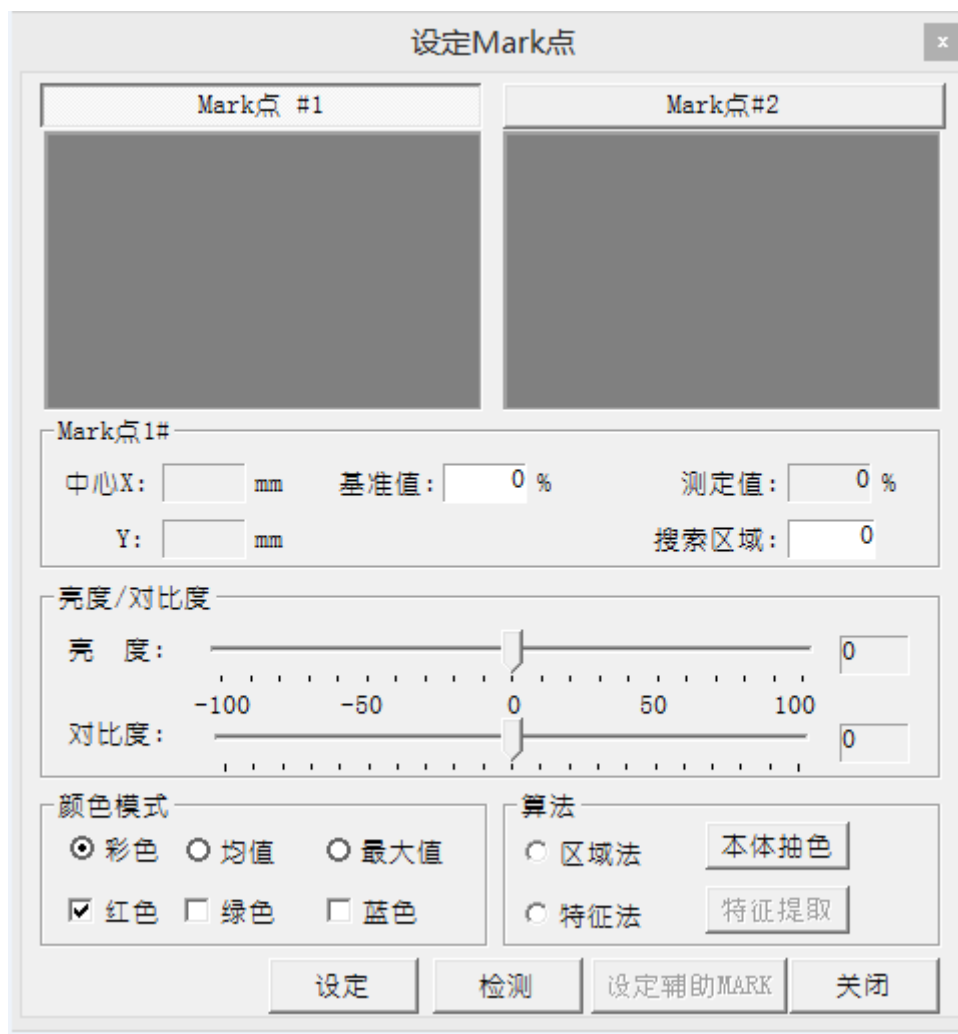 设定Mark点
x
Mark点 #1 Mark点#2
Mark点1#
中心X: mm 基准值: 0 % 测定值: 0 %
Y: mm 搜索区域: 0
亮度/对比度
亮 度: 0
-100 -50 0 50 100
对比度: 0
颜色模式 算法
彩色 均值 最大值 区域法 本体抽色
红色 绿色 蓝色 特征法 特征提取
设定 检测 设定辅助MARK 关闭